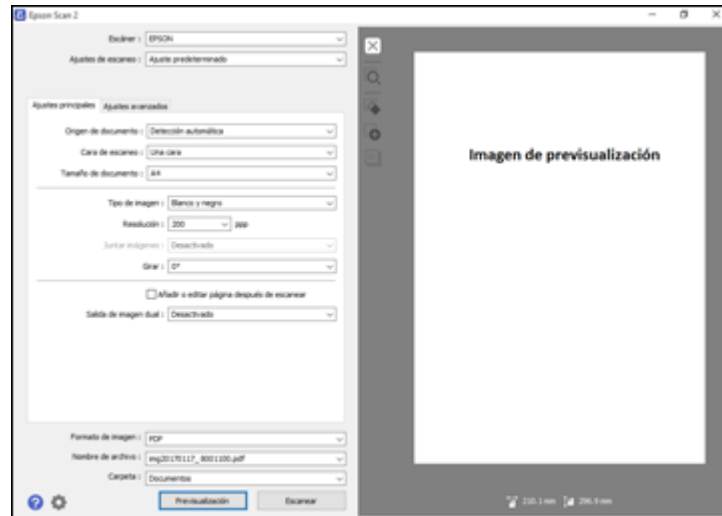 Epson Scan 2
Escáner : EPSON
Ajustes de escaneo : Ajuste predeterminado
Ajustes principales Ajustes avanzados
Origen de documento : Detección automática
Cara de escaneo : Una cara
Tamaño de documento : A4
Tipo de imagen : Blanco y negro
Resolución : 200 ppp
Juntar imágenes : Desactivado
Girar : 0°
Añadir o editar página después de escanear
Salida de imagen dual : Desactivado
Formato de imagen : PDF
Nombre de archivo : img20170117_0001100.pdf
Carpeta : Documentos
Previsualización Escanear
Imagen de previsualización
210.1 mm 296.9 mm